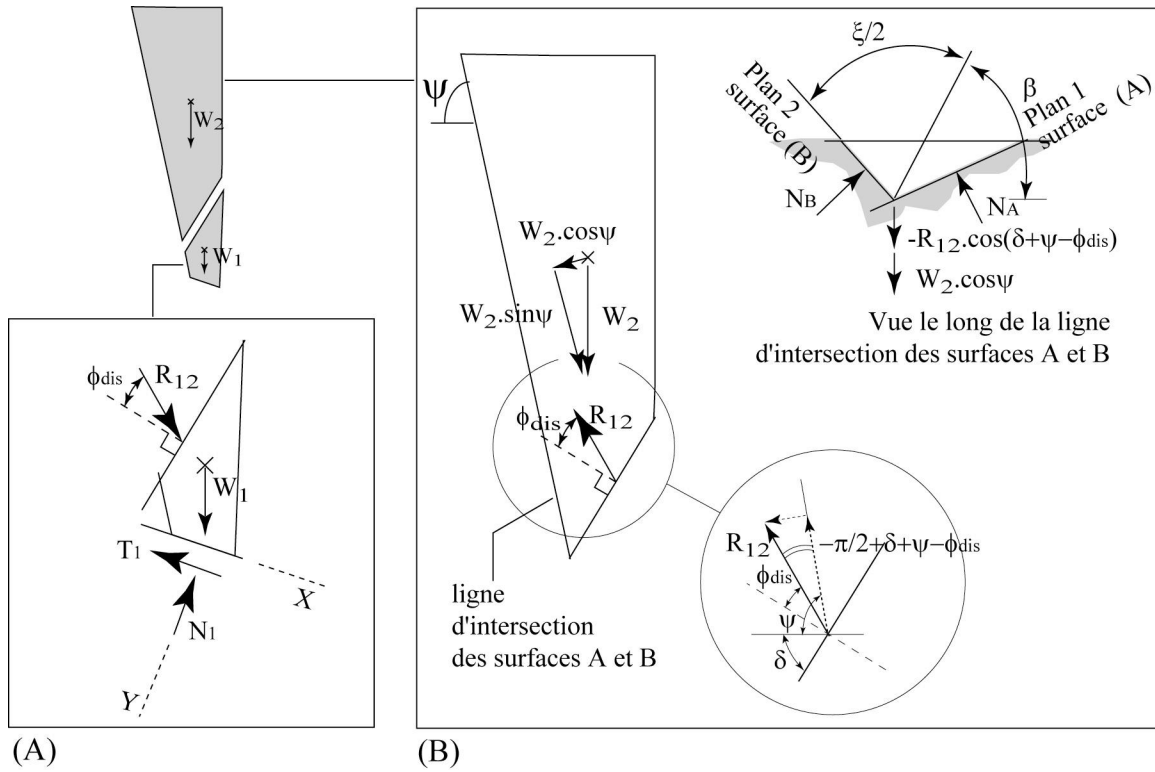 W2
W1
ϕdis
R12
W1
T1
N1
X
Y
(A)
ψ
W2.cosψ
W2.sinψ
W2
ϕdis
R12
ligne
d'intersection
des surfaces A et B
ξ/2
β
Plan 2
surface (B)
Plan 1
surface (A)
NB
NA
-R12.cos(δ+ψ−ϕdis)
W2.cosψ
Vue le long de la ligne
d'intersection des surfaces A et B
R12
−π/2+δ+ψ−ϕdis
ϕdis
ψ
δ
(B)